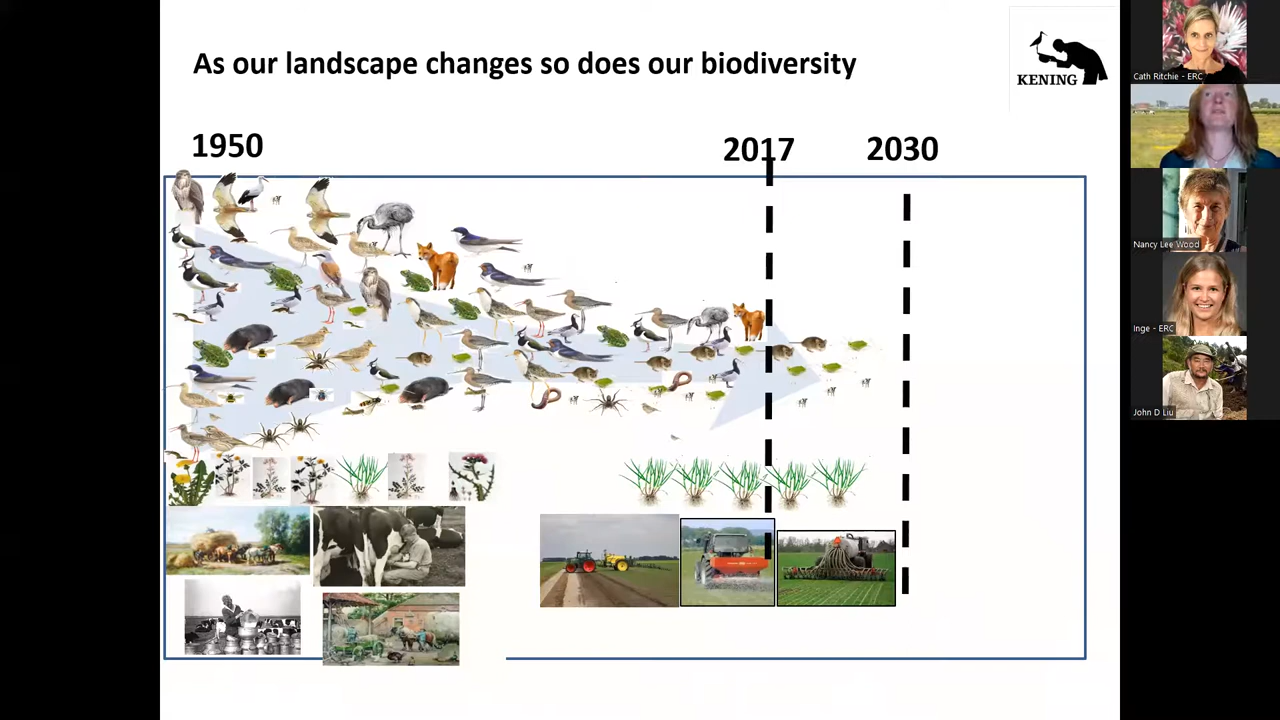 As our landscape changes so does our biodiversity
KENING
1950
2017
2030
Cath Ritchie - ERC
Nancy Lee Wood
Inge - ERC
John D Liu